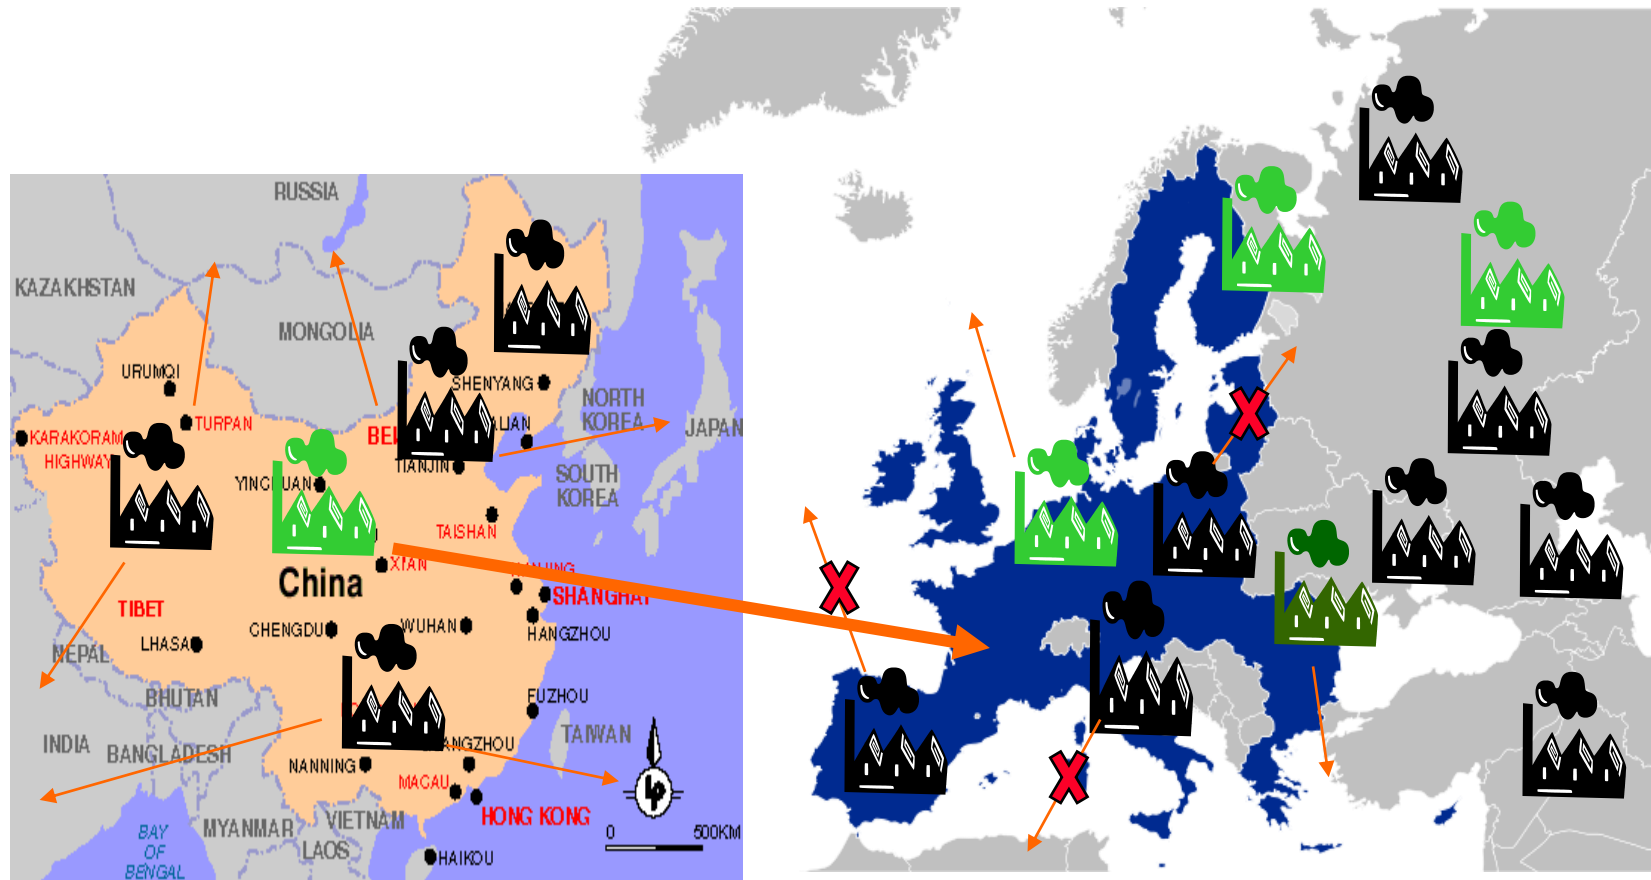 RUSSIA
KAZAKHSTAN
MONGOLIA
URUMQI
SHENYANG
NORTH
KOREA
TURPAN
JAPAN
KARAKORAM
HIGHWAY
TIANJIN
SOUTH
KOREA
TAISHAN
XIAN
China
SHANGHAI
TIBET
CHENGDU
WUHAN
HANGZHOU
LHASA
NEPAL
BHUTAN
FUZHOU
TAIWAN
INDIA
BANGLADESH
NANNING
MACAU
HONG KONG
0 500KM
MYANMAR
VIETNAM
LAOS
BAY
OF
BENGAL
HAIKOU